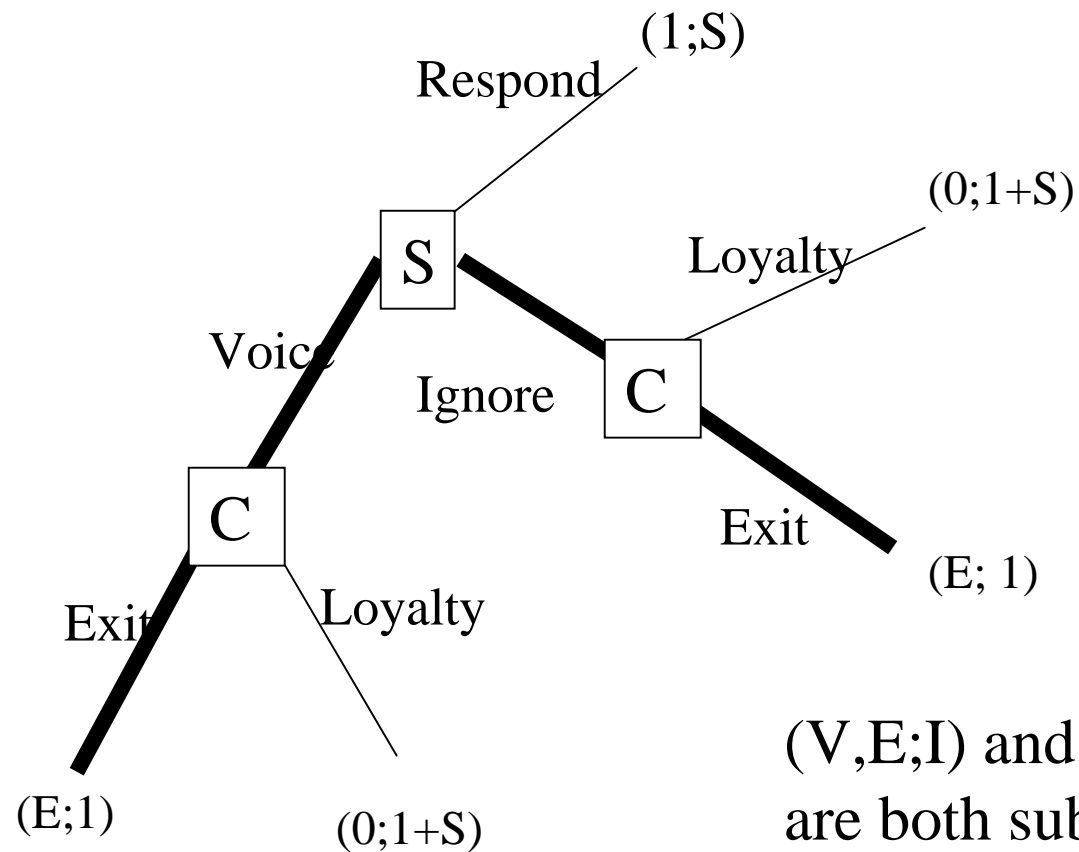 (1;S)
Respond
(0;1+S)
S
Loyalty
Voice
Ignore
C
C
Exit
(E; 1)
Exit
Loyalty
(V,E;I) and
(E;1)
(0;1+S)
are both sub